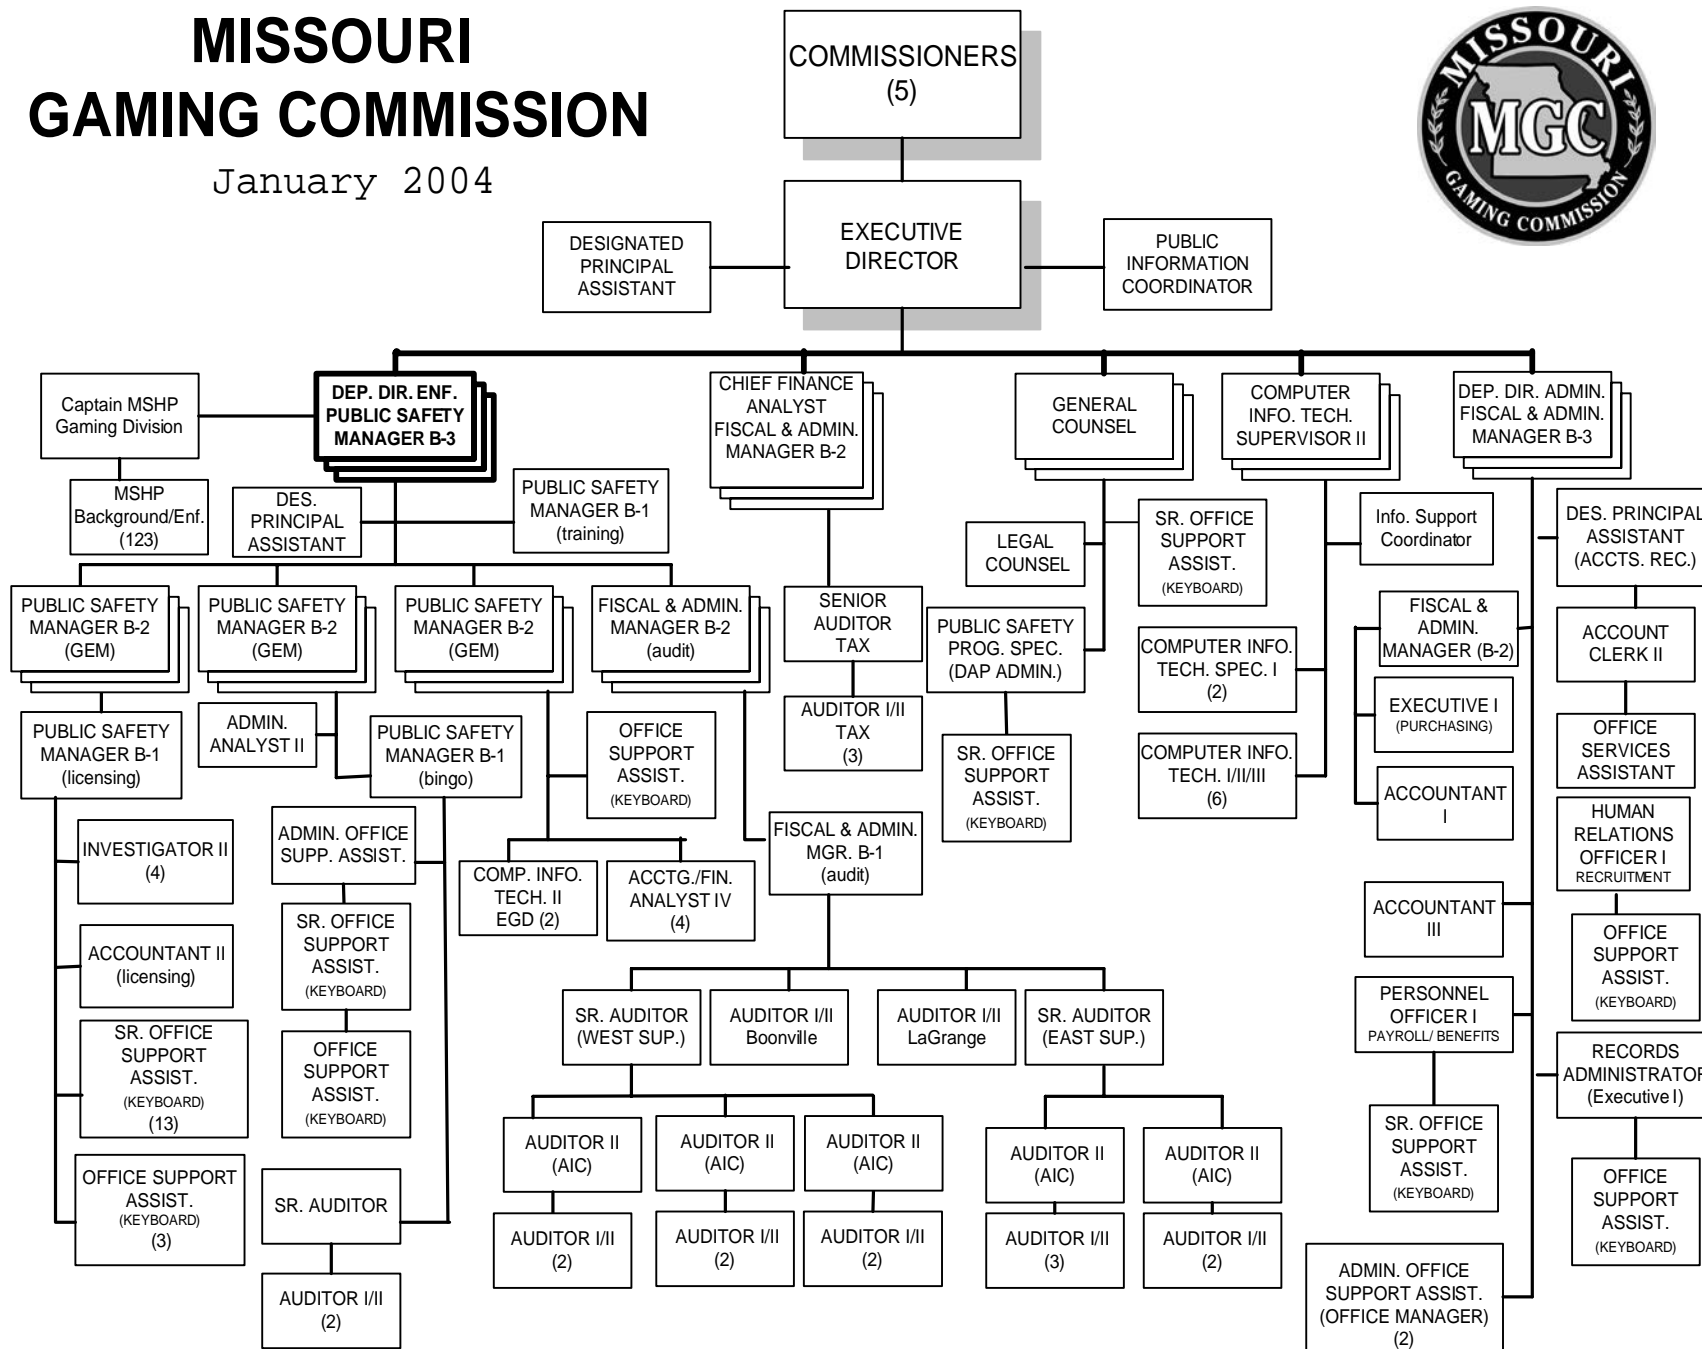 MISSOURI
GAMING COMMISSION
January 2004
COMMISSIONERS
(5)
MISSOURI
MGC
GAMING COMMISSION
EXECUTIVE
DIRECTOR
DESIGNATED
PRINCIPAL
ASSISTANT
PUBLIC
INFORMATION
COORDINATOR
Captain MSHP
Gaming Division
DEP. DIR. ENF.
PUBLIC SAFETY
MANAGER B-3
CHIEF FINANCE
ANALYST
FISCAL & ADMIN.
MANAGER B-2
GENERAL
COUNSEL
COMPUTER
INFO. TECH.
SUPERVISOR II
DEP. DIR. ADMIN.
FISCAL & ADMIN.
MANAGER B-3
MSHP
Background/Enf.
(123)
DES.
PRINCIPAL
ASSISTANT
PUBLIC SAFETY
MANAGER B-1
(training)
LEGAL
COUNSEL
SR. OFFICE
SUPPORT
ASSIST.
(KEYBOARD)
Info. Support
Coordinator
DES. PRINCIPAL
ASSISTANT
(ACCTS. REC.)
PUBLIC SAFETY
MANAGER B-2
(GEM)
PUBLIC SAFETY
MANAGER B-2
(GEM)
PUBLIC SAFETY
MANAGER B-2
(GEM)
FISCAL & ADMIN.
MANAGER B-2
(audit)
SENIOR
AUDITOR
TAX
PUBLIC SAFETY
PROG. SPEC.
(DAP ADMIN.)
COMPUTER INFO.
TECH. SPEC. I
(2)
FISCAL &
ADMIN.
MANAGER (B-2)
ACCOUNT
CLERK II
PUBLIC SAFETY
MANAGER B-1
(licensing)
ADMIN.
ANALYST II
PUBLIC SAFETY
MANAGER B-1
(bingo)
OFFICE
SUPPORT
ASSIST.
(KEYBOARD)
AUDITOR I/II
TAX
(3)
SR. OFFICE
SUPPORT
ASSIST.
(KEYBOARD)
COMPUTER INFO.
TECH. I/II/III
(6)
EXECUTIVE I
(PURCHASING)
OFFICE
SERVICES
ASSISTANT
ACCOUNTANT
I
INVESTIGATOR II
(4)
ADMIN. OFFICE
SUPP. ASSIST.
COMP. INFO.
TECH. II
EGD (2)
ACCTG./FIN.
ANALYST IV
(4)
FISCAL & ADMIN.
MGR. B-1
(audit)
HUMAN
RELATIONS
OFFICER I
RECRUITMENT
ACCOUNTANT II
(licensing)
SR. OFFICE
SUPPORT
ASSIST.
(KEYBOARD)
ACCOUNTANT
III
OFFICE
SUPPORT
ASSIST.
(KEYBOARD)
SR. OFFICE
SUPPORT
ASSIST.
(KEYBOARD)
(13)
OFFICE
SUPPORT
ASSIST.
(KEYBOARD)
SR. AUDITOR
(WEST SUP.)
AUDITOR I/II
Boonville
AUDITOR I/II
LaGrange
SR. AUDITOR
(EAST SUP.)
PERSONNEL
OFFICER I
PAYROLL/ BENEFITS
RECORDS
ADMINISTRATOR
(Executive I)
OFFICE SUPPORT
ASSIST.
(KEYBOARD)
(3)
SR. AUDITOR
AUDITOR II
(AIC)
AUDITOR II
(AIC)
AUDITOR II
(AIC)
AUDITOR II
(AIC)
AUDITOR II
(AIC)
SR. OFFICE
SUPPORT
ASSIST.
(KEYBOARD)
OFFICE
SUPPORT
ASSIST.
(KEYBOARD)
AUDITOR I/II
(2)
AUDITOR I/II
(2)
AUDITOR I/II
(2)
AUDITOR I/II
(2)
AUDITOR I/II
(3)
AUDITOR I/II
(2)
ADMIN. OFFICE
SUPPORT ASSIST.
(OFFICE MANAGER)
(2)